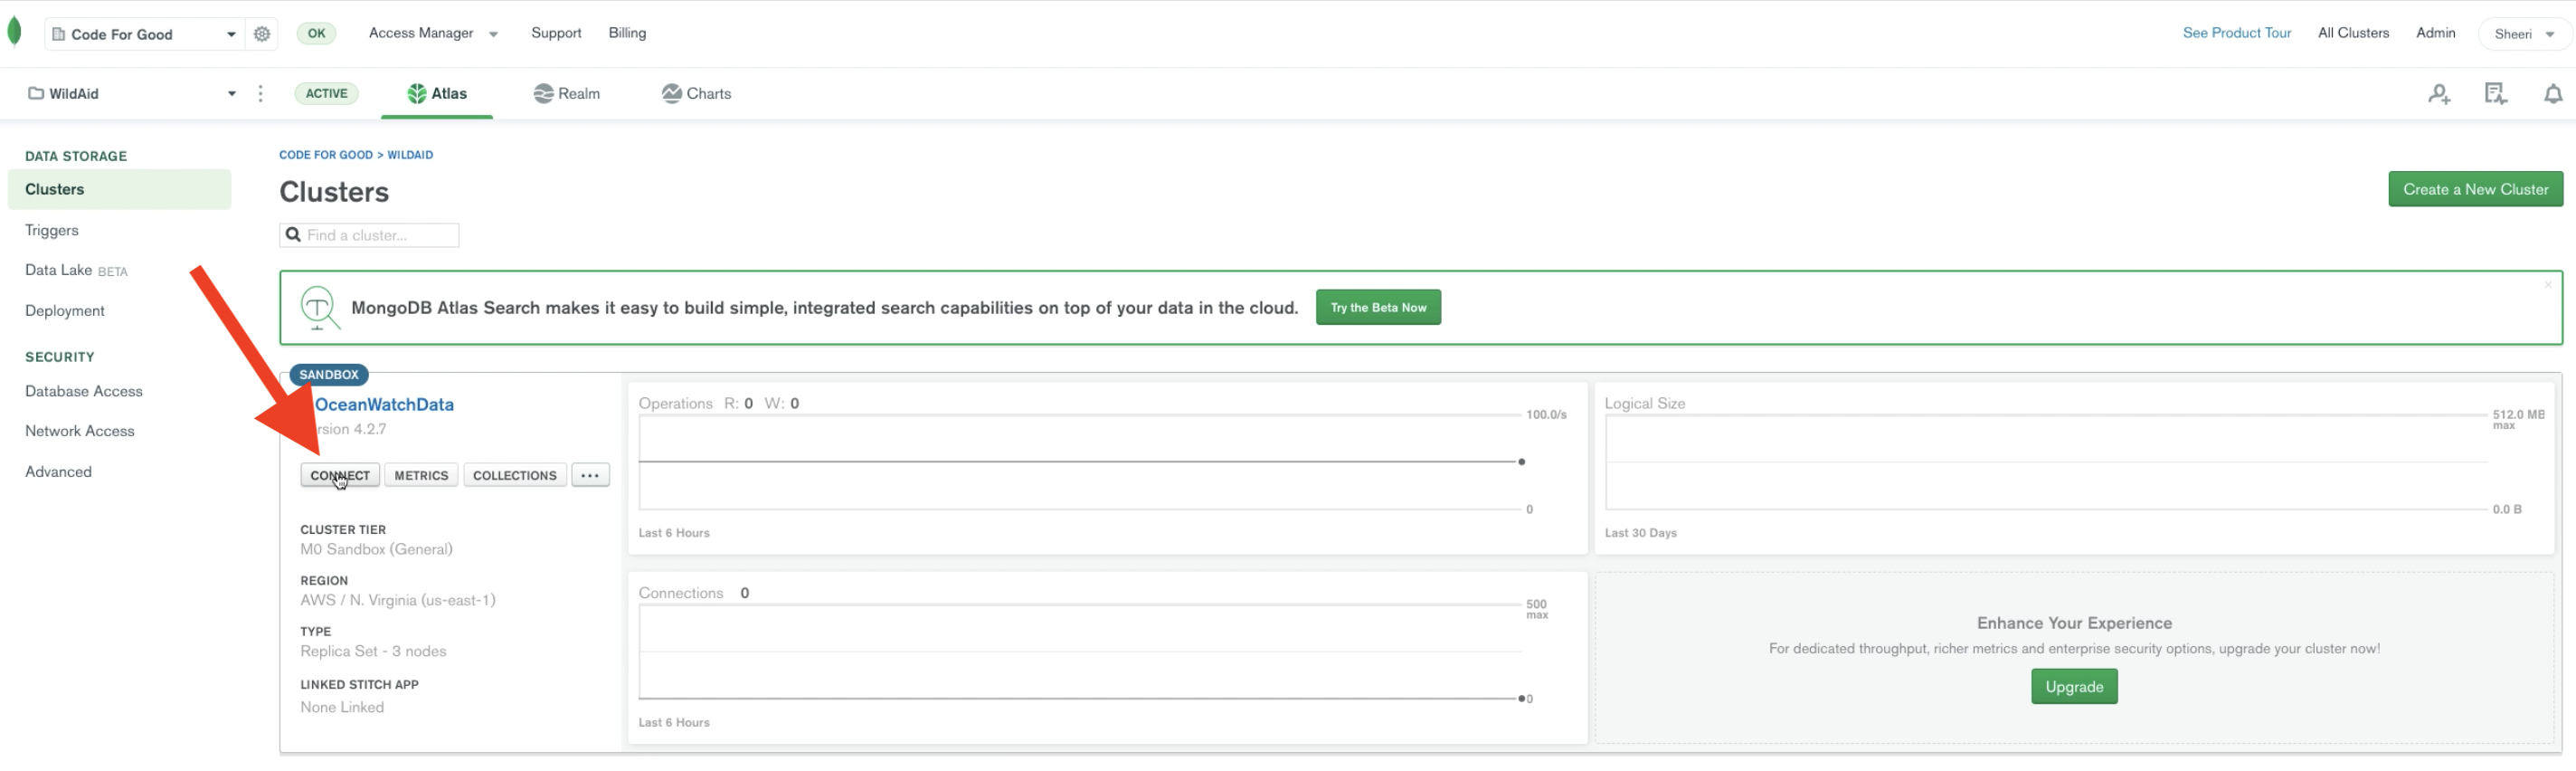 Code For Good
OK
Access Manager
Support
Billing
See Product Tour
All Clusters
Admin
Sheeri
WildAid
ACTIVE
Atlas
Realm
Charts
DATA STORAGE
Clusters
Triggers
Data Lake BETA
Deployment
SECURITY
Database Access
Network Access
Advanced
CODE FOR GOOD > WILDAID
Clusters
Create a New Cluster
Find a cluster...
MongoDB Atlas Search makes it easy to build simple, integrated search capabilities on top of your data in the cloud.
Try the Beta Now
SANDBOX
OceanWatchData
rsion 4.2.7
CONNECT
METRICS
COLLECTIONS
...
CLUSTER TIER
M0 Sandbox (General)
REGION
AWS / N. Virginia (us-east-1)
TYPE
Replica Set - 3 nodes
LINKED STITCH APP
None Linked
Operations R: 0 W: 0
100.0/s
0
Last 6 Hours
Logical Size
512.0 MB
max
0.0 B
Last 30 Days
Connections 0
500
max
0
Last 6 Hours
Enhance Your Experience
For dedicated throughput, richer metrics and enterprise security options, upgrade your cluster now!
Upgrade